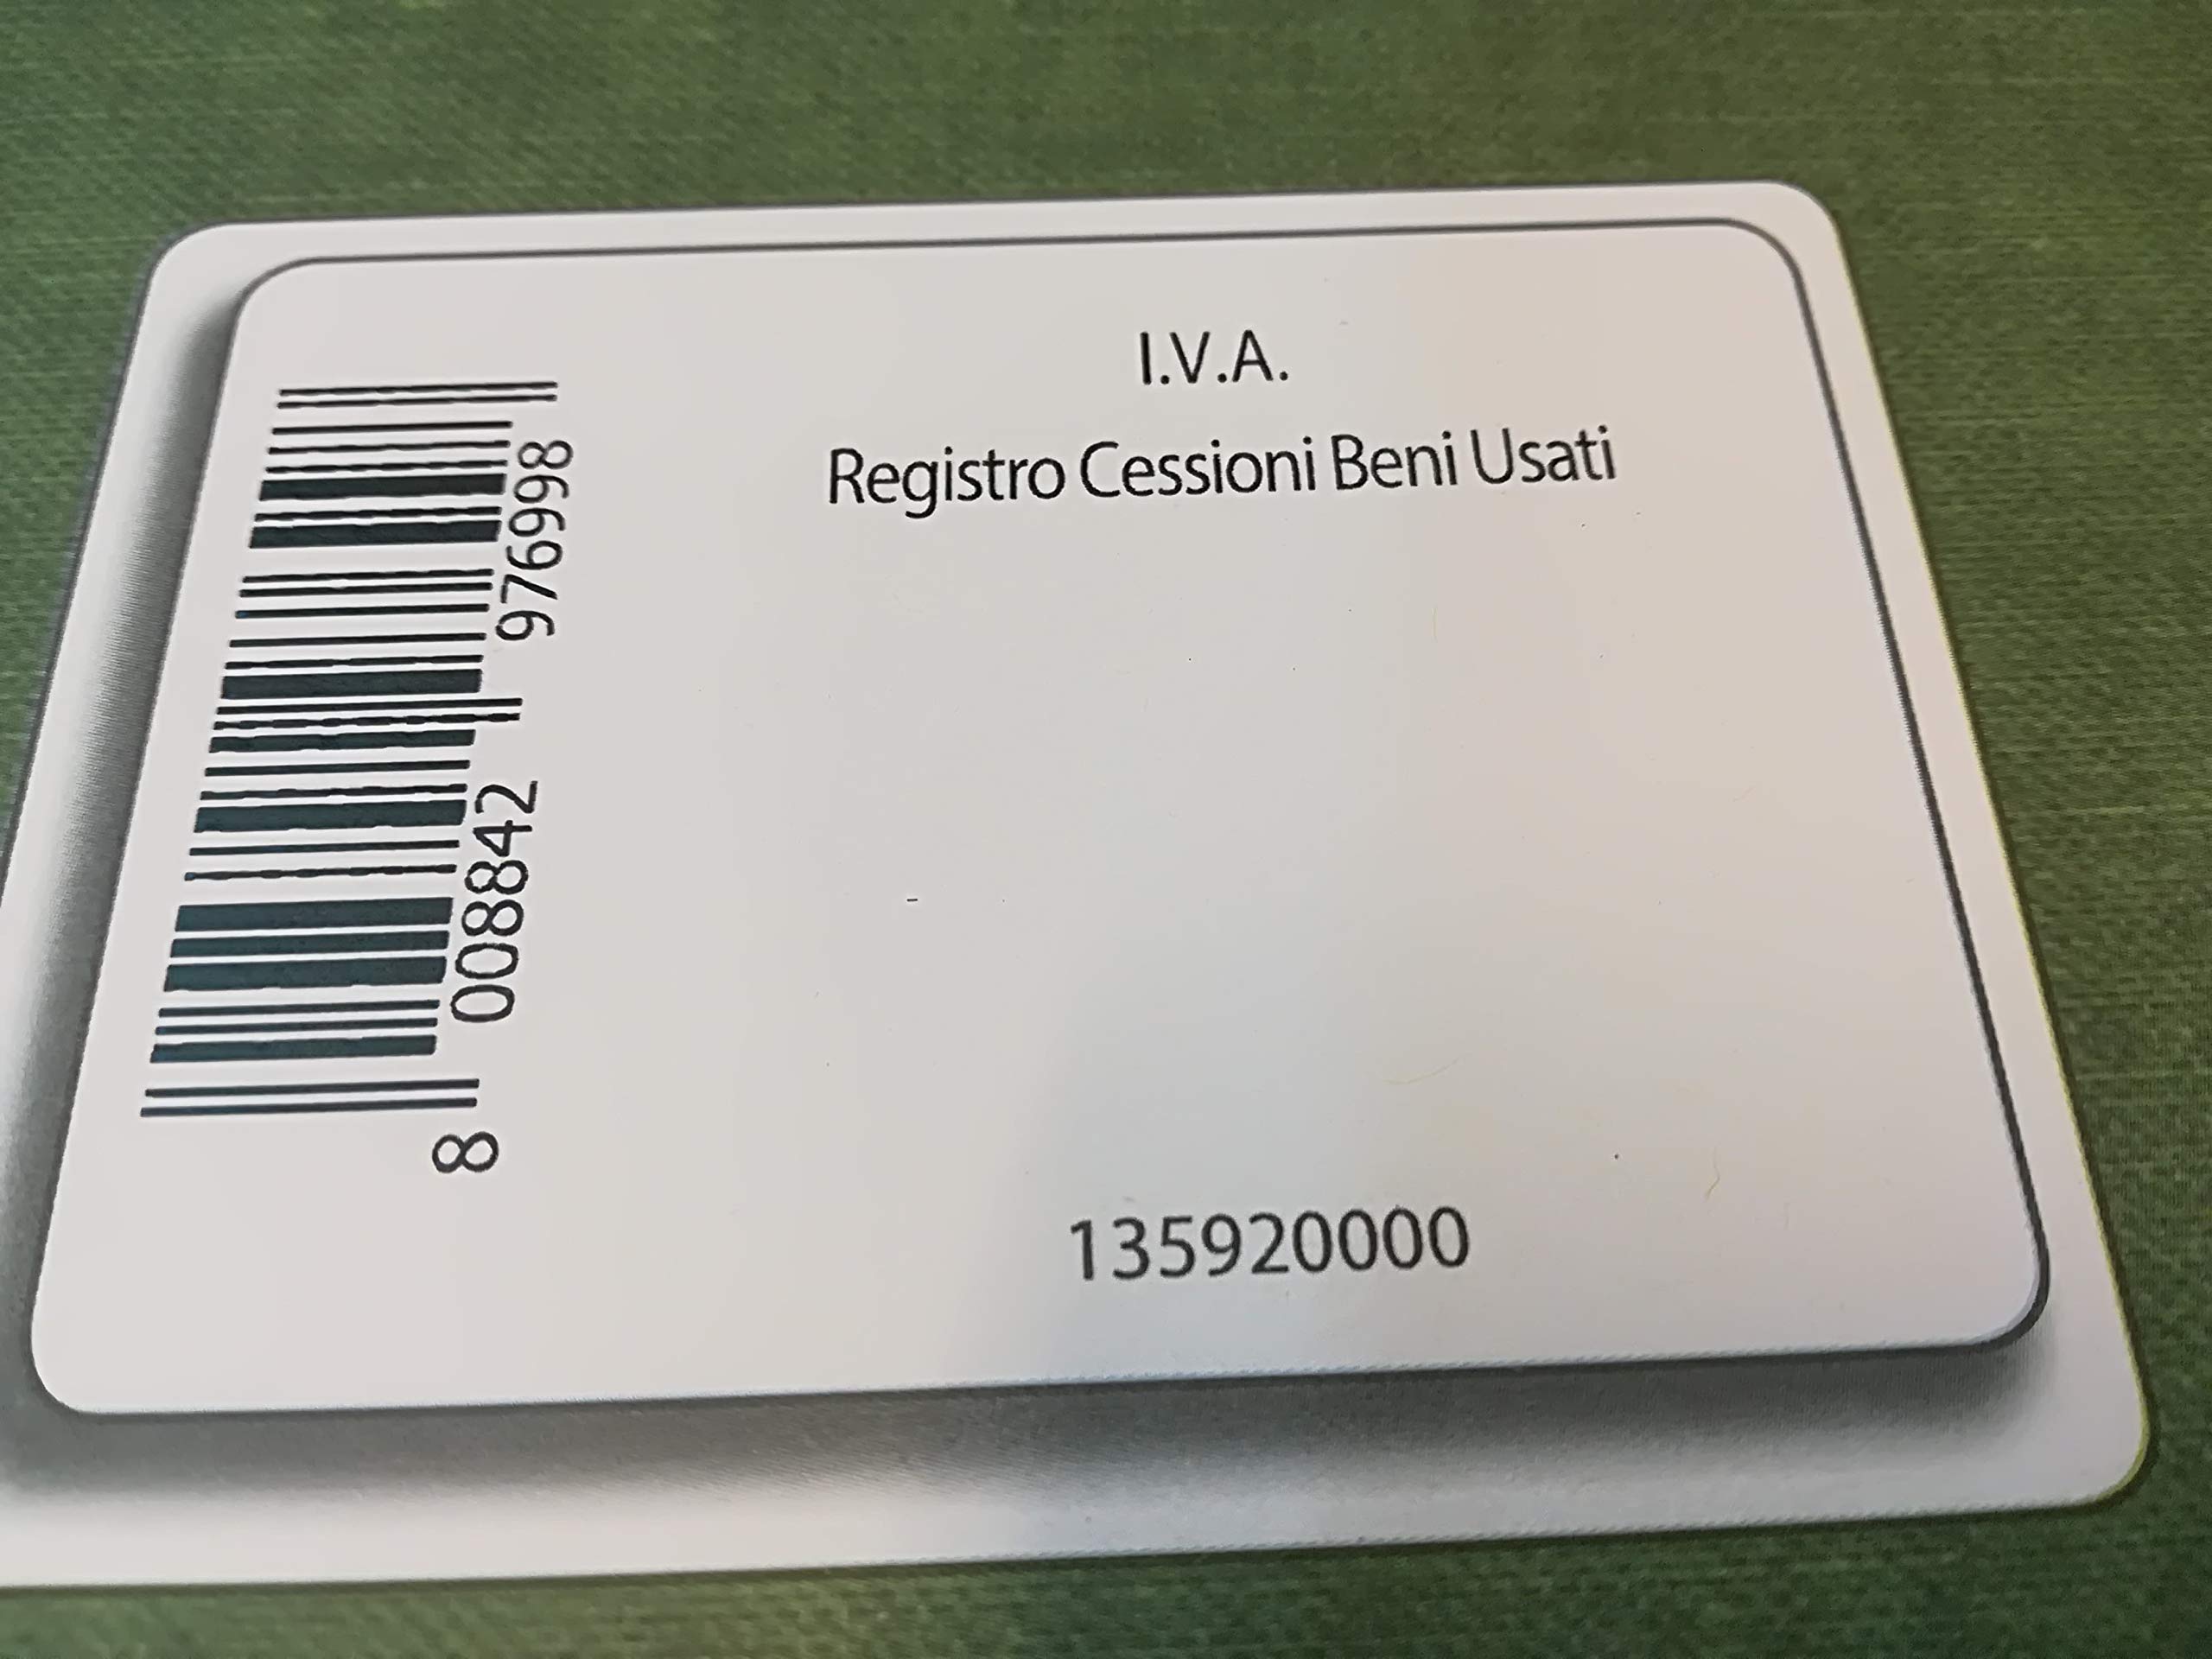 I.V.A.
Registro Cessioni Beni Usati
8 008842 976998
135920000